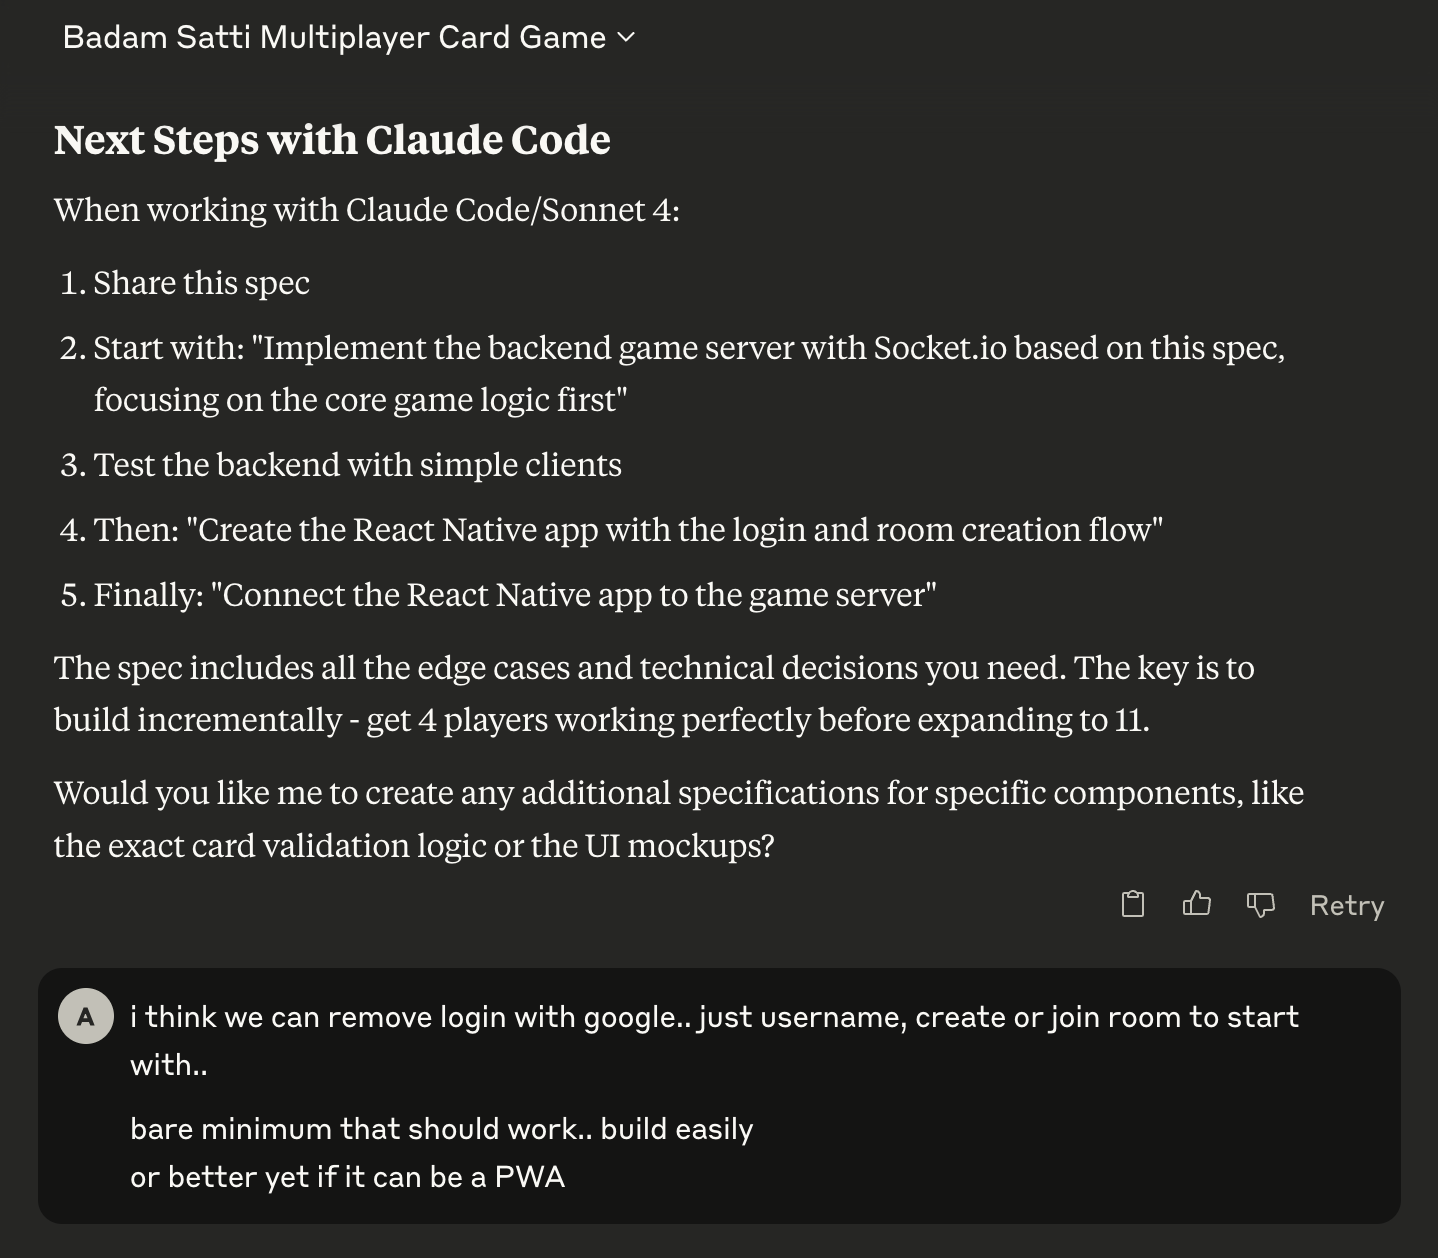 Badam Satti Multiplayer Card Game
Next Steps with Claude Code
When working with Claude Code/Sonnet 4:
1. Share this spec
2. Start with: "Implement the backend game server with Socket.io based on this spec,
focusing on the core game logic first"
3. Test the backend with simple clients
4. Then: "Create the React Native app with the login and room creation flow"
5. Finally: "Connect the React Native app to the game server"
The spec includes all the edge cases and technical decisions you need. The key is to
build incrementally - get 4 players working perfectly before expanding to 11.
Would you like me to create any additional specifications for specific components, like
the exact card validation logic or the UI mockups?
Retry
A
i think we can remove login with google.. just username, create or join room to start
with..
bare minimum that should work.. build easily
or better yet if it can be a PWA